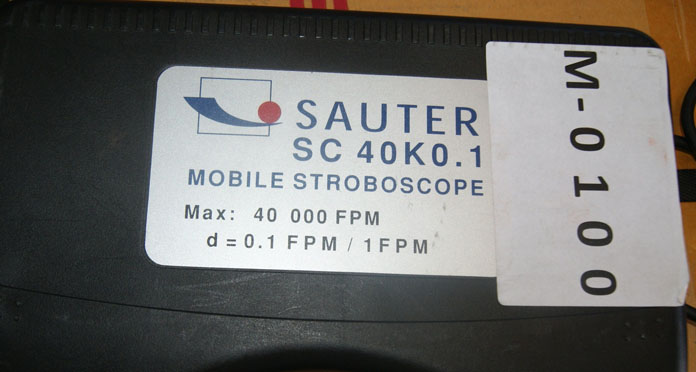 SAUTER
SC 40K0.1
MOBILE STROBOSCOPE
Max: 40 000 FPM
d = 0.1 FPM / 1FPM
M-0100